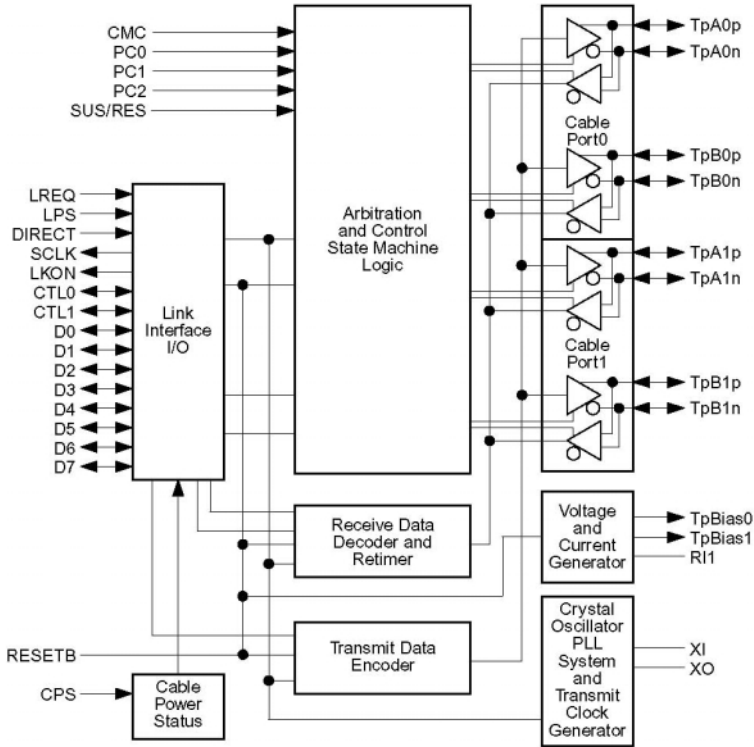 CMC
PC0
PC1
PC2
SUS/RES
LREQ
LPS
DIRECT
SCLK
LKON
CTL0
CTL1
D0
D1
D2
D3
D4
D5
D6
D7
RESETB
CPS
Link
Interface
I/O
Cable
Power
Status
Arbitration
and Control
State Machine
Logic
Receive Data
Decoder and
Retimer
Transmit Data
Encoder
Cable
Port0
Cable
Port1
Voltage
and
Current
Generator
Crystal
Oscillator
PLL
System
and
Transmit
Clock
Generator
TpA0p
TpA0n
TpB0p
TpB0n
TpA1p
TpA1n
TpB1p
TpB1n
TpBias0
TpBias1
RI1
XI
XO